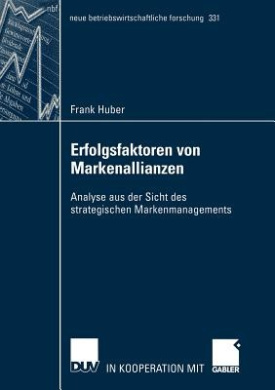 nbf
neue betriebswirtschaftliche forschung 331
Frank Huber
Erfolgsfaktoren von
Markenallianzen
Analyse aus der Sicht des
strategischen Markenmanagements
DUV
IN KOOPERATION MIT
GABLER